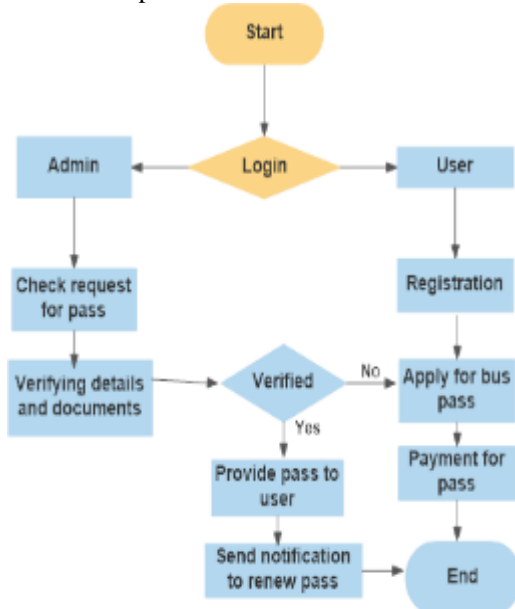 Start
Admin
Login
User
Check request
for pass
Registration
Verifying details
and documents
Verified
No
Apply for bus
pass
Yes
Provide pass to
user
Payment for
pass
Send notification
to renew pass
End